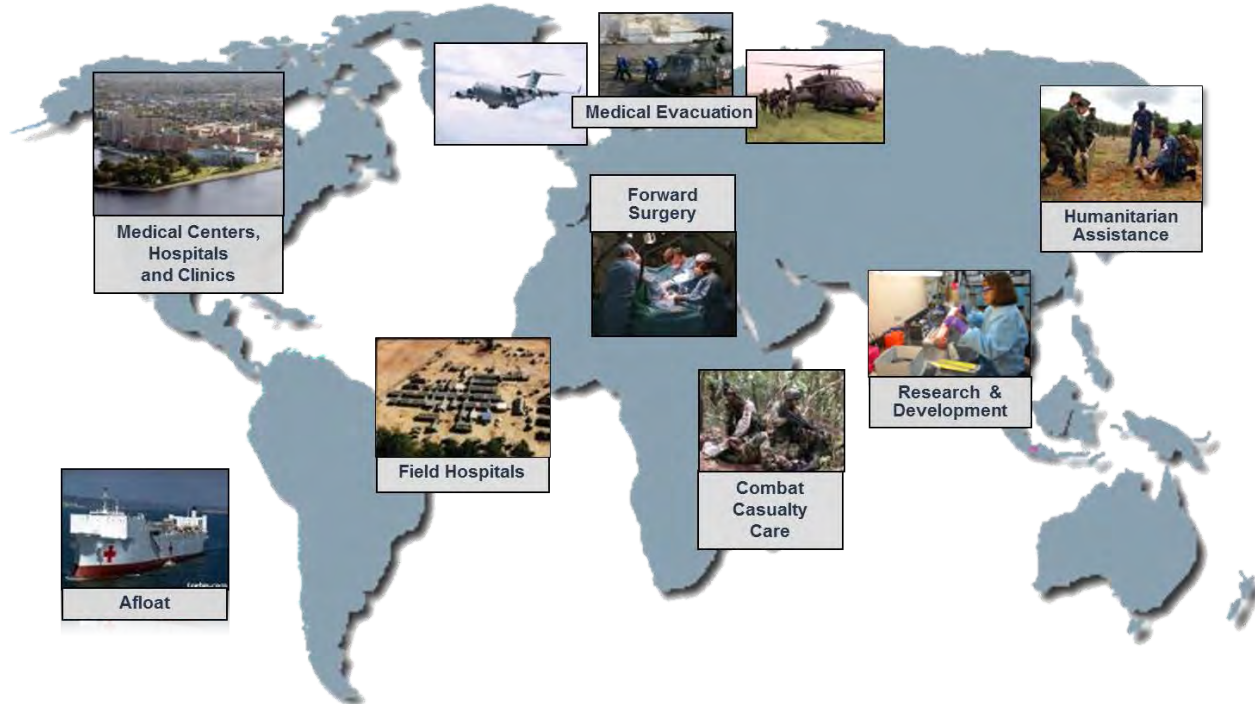 Medical Evacuation
Medical Centers,
Hospitals
and Clinics
Forward
Surgery
Humanitarian
Assistance
Research &
Development
Field Hospitals
Combat
Casualty
Care
Afloat